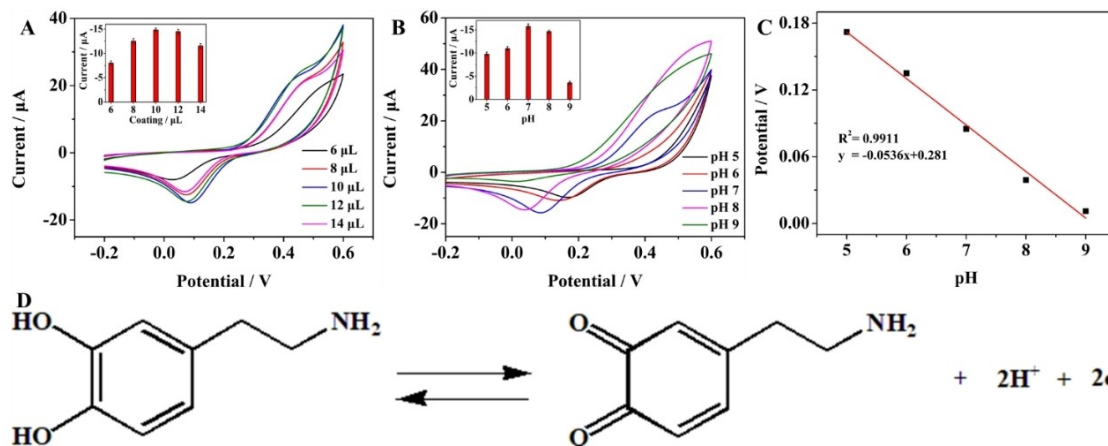 A
Current / μA
40
20
0
-20
-0.2
0.0
0.2
0.4
0.6
Potential / V
Current / μA
-15
-10
-5
0
6
8
10
12
14
Coating / μL
6 μL
8 μL
10 μL
12 μL
14 μL
B
Current / μA
60
50
40
30
20
10
0
-10
-20
-0.2
0.0
0.2
0.4
0.6
Potential / V
Current / μA
-15
-10
-5
0
5
6
7
8
9
pH
pH 5
pH 6
pH 7
pH 8
pH 9
C
Potential / V
0.18
0.12
0.06
0.00
5
6
7
8
9
pH
R²= 0.9911
y = -0.0536x+0.281
D
HO
HO
NH₂
O
O
NH₂
+ 2H⁺ + 2e